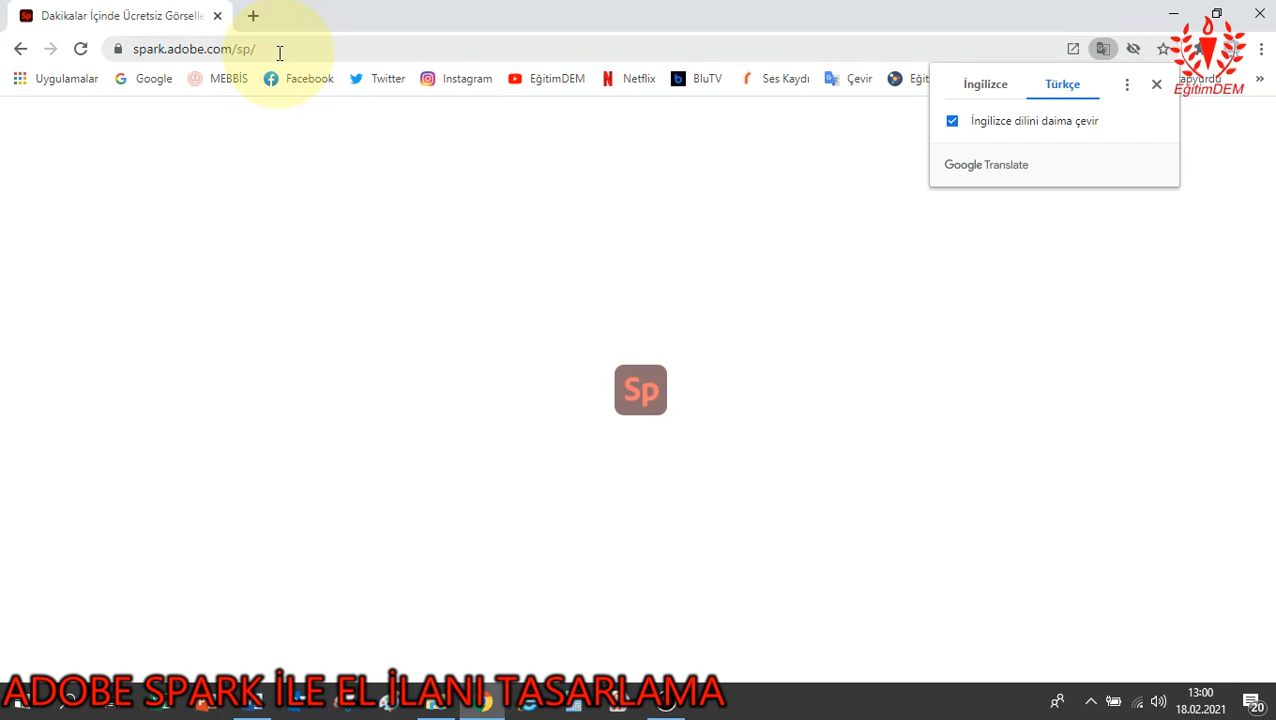 Sp Dakikalar İçinde Ücretsiz Görselle
spark.adobe.com/sp/
Uygulamalar Google MEBBİS Facebook Twitter Instagram EğitimDEM Netflix BluTV Ses Kaydı Çevir
EğitimDEM
İngilizce Türkçe
İngilizce dilini daima çevir
Google Translate
Sp
ADOBE SPARK İLE EL İLANI TASARLAMA
13:00
18.02.2021
20